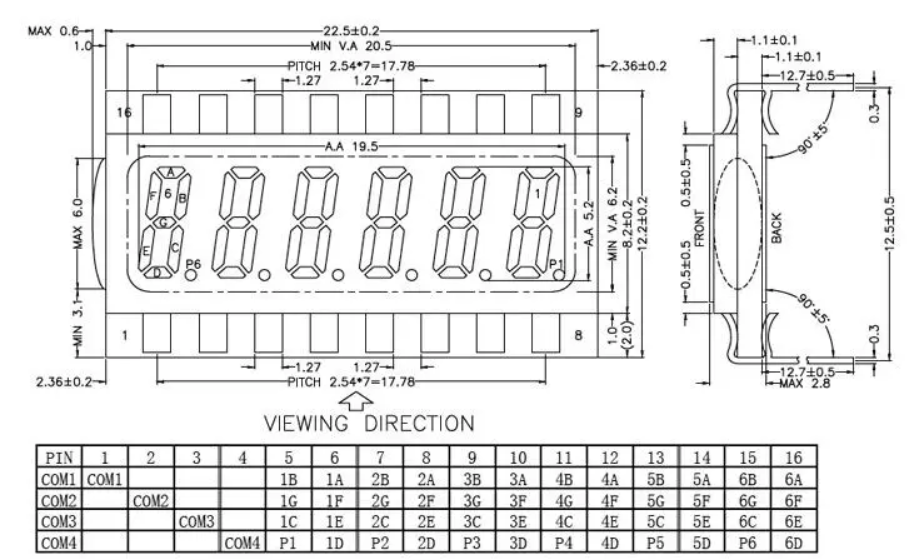 MAX 0.6
22.5±0.2
1.0
MIN V.A 20.5
1.1±0.1
1.1±0.1
PITCH 2.54*7=17.78
2.36±0.2
12.7±0.5
1.27 1.27
16 9
0.3
A.A 19.5
90°±5°
A
F 6 B
G
E C
D
P6
1
P1
MAX 6.0
A.A 5.2
MIN V.A 6.2
8.2±0.2
12.2±0.2
0.5±0.5
FRONT
BACK
0.5±0.5
12.5±0.5
MIN 3.1
90°±5°
1 8
1.0
(2.0)
0.3
1.27 1.27
2.36±0.2
PITCH 2.54*7=17.78
12.7±0.5
MAX 2.8
VIEWING DIRECTION
PIN 1 2 3 4 5 6 7 8 9 10 11 12 13 14 15 16
COM1 COM1 1B 1A 2B 2A 3B 3A 4B 4A 5B 5A 6B 6A
COM2 COM2 1G 1F 2G 2F 3G 3F 4G 4F 5G 5F 6G 6F
COM3 COM3 1C 1E 2C 2E 3C 3E 4C 4E 5C 5E 6C 6E
COM4 COM4 P1 1D P2 2D P3 3D P4 4D P5 5D P6 6D